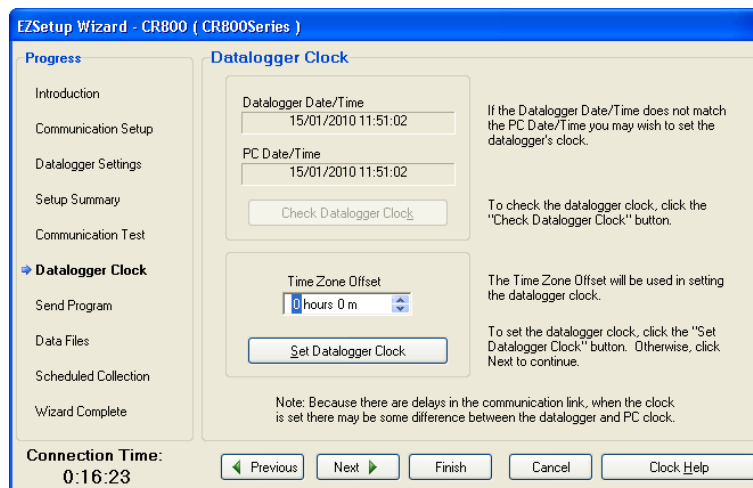 EZSetup Wizard - CR800 ( CR800Series )
Progress
Introduction
Communication Setup
Datalogger Settings
Setup Summary
Communication Test
Datalogger Clock
Send Program
Data Files
Scheduled Collection
Wizard Complete
Connection Time:
0:16:23
Datalogger Clock
Datalogger Date/Time
15/01/2010 11:51:02
PC Date/Time
15/01/2010 11:51:02
Check Datalogger Clock
If the Datalogger Date/Time does not match
the PC Date/Time you may wish to set the
datalogger's clock.
To check the datalogger clock, click the
"Check Datalogger Clock" button.
Time Zone Offset
0 hours 0 m
Set Datalogger Clock
The Time Zone Offset will be used in setting
the datalogger clock.
To set the datalogger clock, click the "Set
Datalogger Clock" button. Otherwise, click
Next to continue.
Note: Because there are delays in the communication link, when the clock
is set there may be some difference between the datalogger and PC clock.
Previous
Next
Finish
Cancel
Clock Help